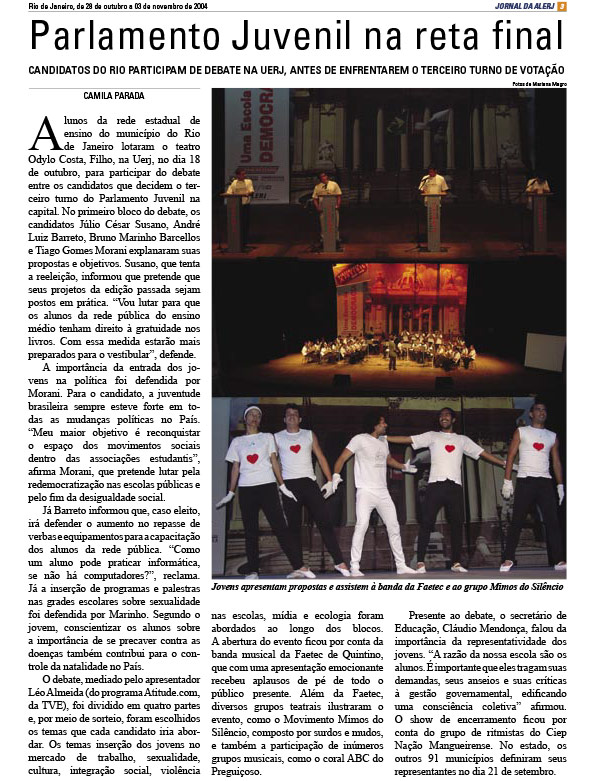 Rio de Janeiro, de 28 de outubro a 03 de novembro de 2004
JORNAL DA ALERJ 3
Parlamento Juvenil na reta final
CANDIDATOS DO RIO PARTICIPAM DE DEBATE NA UERJ, ANTES DE ENFRENTAREM O TERCEIRO TURNO DE VOTAÇÃO
Fotos de Mariana Magro
CAMILA PARADA
Alunos da rede estadual de
ensino do município do Rio
de Janeiro lotaram o teatro
Odylo Costa, Filho, na Uerj, no dia 18
de outubro, para participar do debate
entre os candidatos que decidem o ter-
ceiro turno do Parlamento Juvenil na
capital. No primeiro bloco do debate, os
candidatos Júlio César Susano, André
Luiz Barreto, Bruno Marinho Barcellos
e Tiago Gomes Morani explanaram suas
propostas e objetivos. Susano, que tenta
a reeleição, informou que pretende que
seus projetos da edição passada sejam
postos em prática. “Vou lutar para que
os alunos da rede pública do ensino
médio tenham direito à gratuidade nos
livros. Com essa medida estarão mais
preparados para o vestibular”, defende.
A importância da entrada dos jo-
vens na política foi defendida por
Morani. Para o candidato, a juventude
brasileira sempre esteve forte em to-
das as mudanças políticas no País.
“Meu maior objetivo é reconquistar
o espaço dos movimentos sociais
dentro das associações estudantis”,
afirma Morani, que pretende lutar pela
redemocratização nas escolas públicas e
pelo fim da desigualdade social.
Já Barreto informou que, caso eleito,
irá defender o aumento no repasse de
verbas e equipamentos para a capacitação
dos alunos da rede pública. “Como
um aluno pode praticar informática,
se não há computadores?”, reclama.
Já a inserção de programas e palestras
nas grades escolares sobre sexualidade
foi defendida por Marinho. Segundo o
jovem, conscientizar os alunos sobre
a importância de se precaver contra as
doenças também contribui para o con-
trole da natalidade no País.
O debate, mediado pelo apresentador
Léo Almeida (do programa Atitude.com,
da TVE), foi dividido em quatro partes
e, por meio de sorteio, foram escolhidos
os temas que cada candidato iria abor-
dar. Os temas inserção dos jovens no
mercado de trabalho, sexualidade,
cultura, integração social, violência
Uma Escola
DEMOCRA
Jovens apresentam propostas e assistem à banda da Faetec e ao grupo Mimos do Silêncio
nas escolas, mídia e ecologia foram
abordados ao longo dos blocos.
A abertura do evento ficou por conta da
banda musical da Faetec de Quintino,
que com uma apresentação emocionante
recebeu aplausos de pé de todo o
público presente. Além da Faetec,
diversos grupos teatrais ilustraram o
evento, como o Movimento Mimos do
Silêncio, composto por surdos e mudos,
e também a participação de inúmeros
grupos musicais, como o coral ABC do
Preguiçoso.
Presente ao debate, o secretário de
Educação, Cláudio Mendonça, falou da
importância da representatividade dos
jovens. “A razão da nossa escola são os
alunos. É importante que eles tragam suas
demandas, seus anseios e suas críticas
à gestão governamental, edificando
uma consciência coletiva” afirmou.
O show de encerramento ficou por
conta do grupo de ritmistas do Ciep
Nação Mangueirense. No estado, os
outros 91 municípios definiram seus
representantes no dia 21 de setembro.